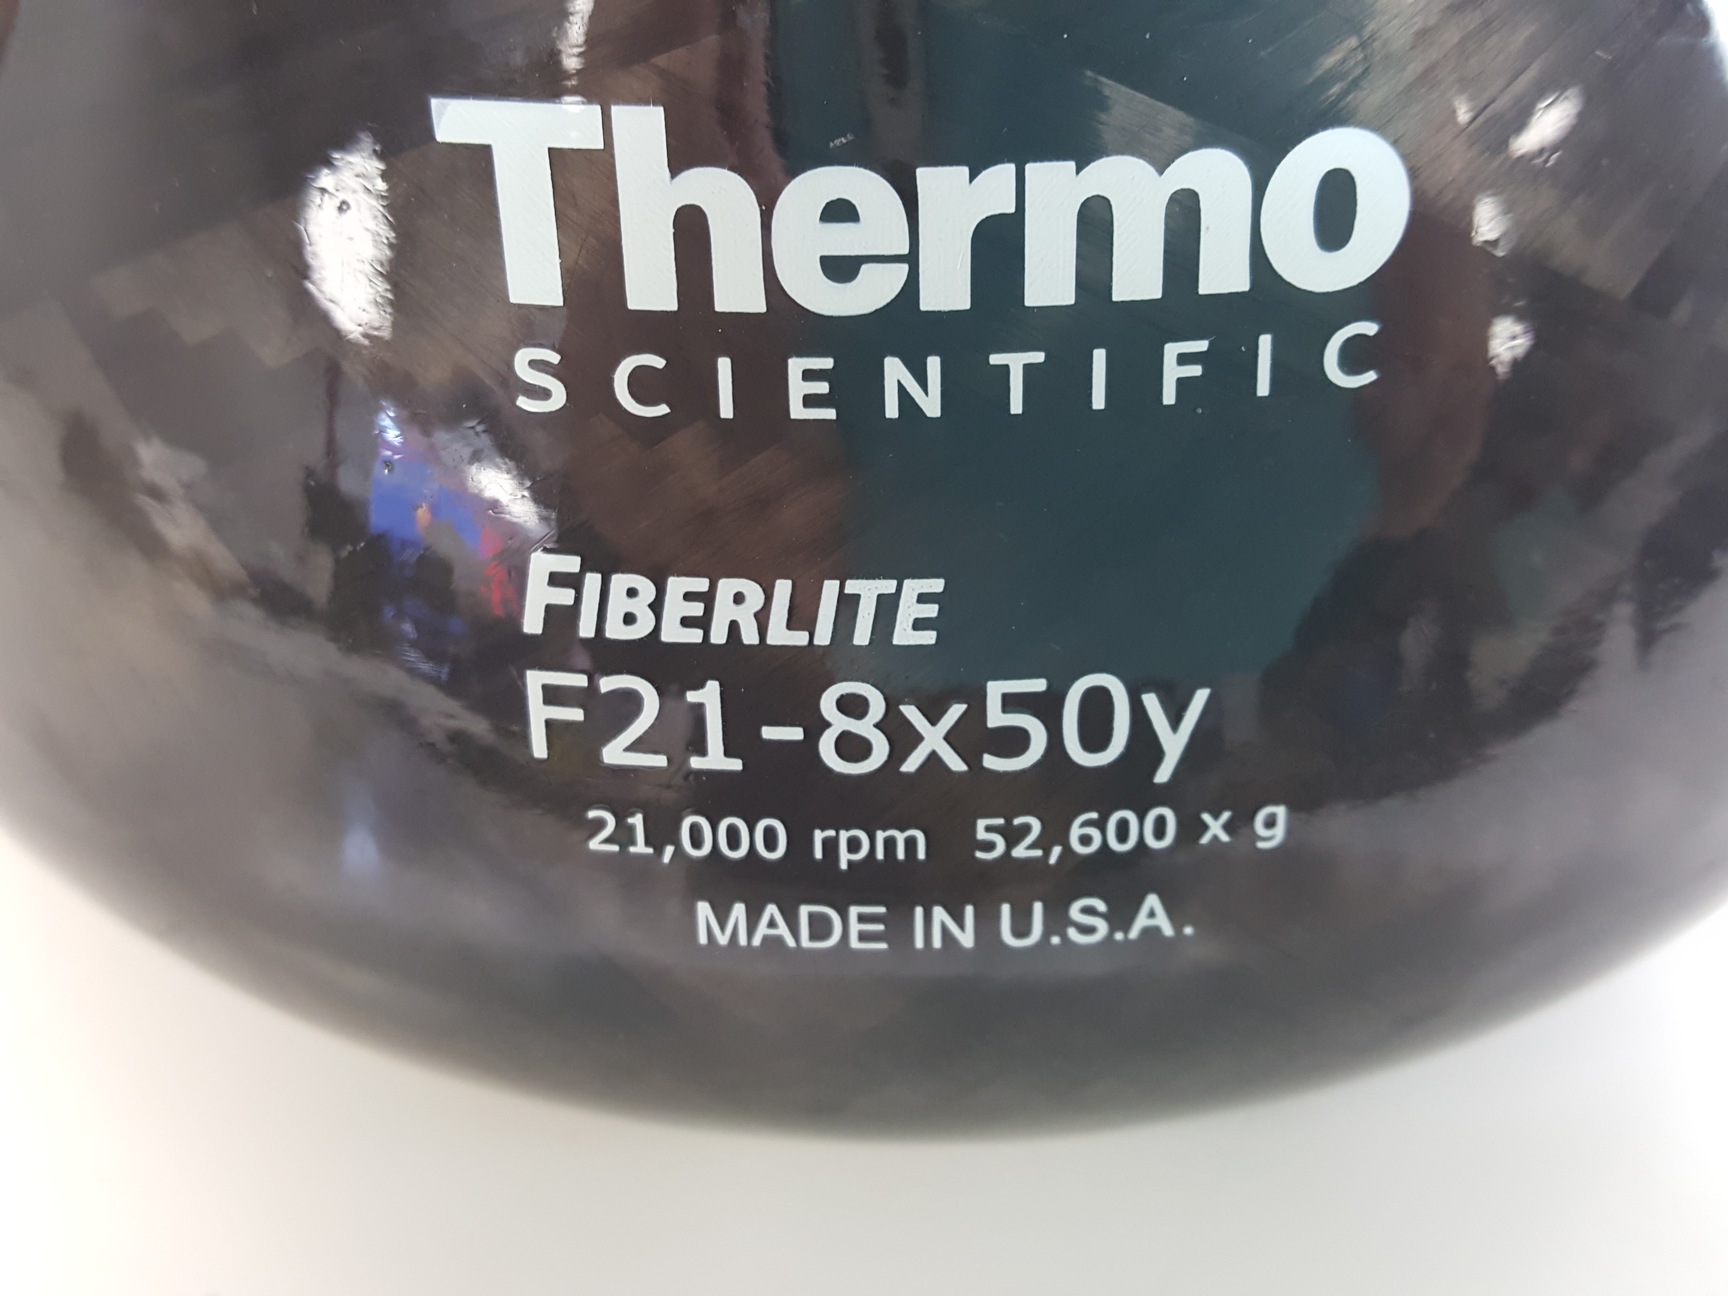 Thermo
SCIENTIFIC
FIBERLITE
F21-8x50y
21,000 rpm 52,600 x g
MADE IN U.S.A.